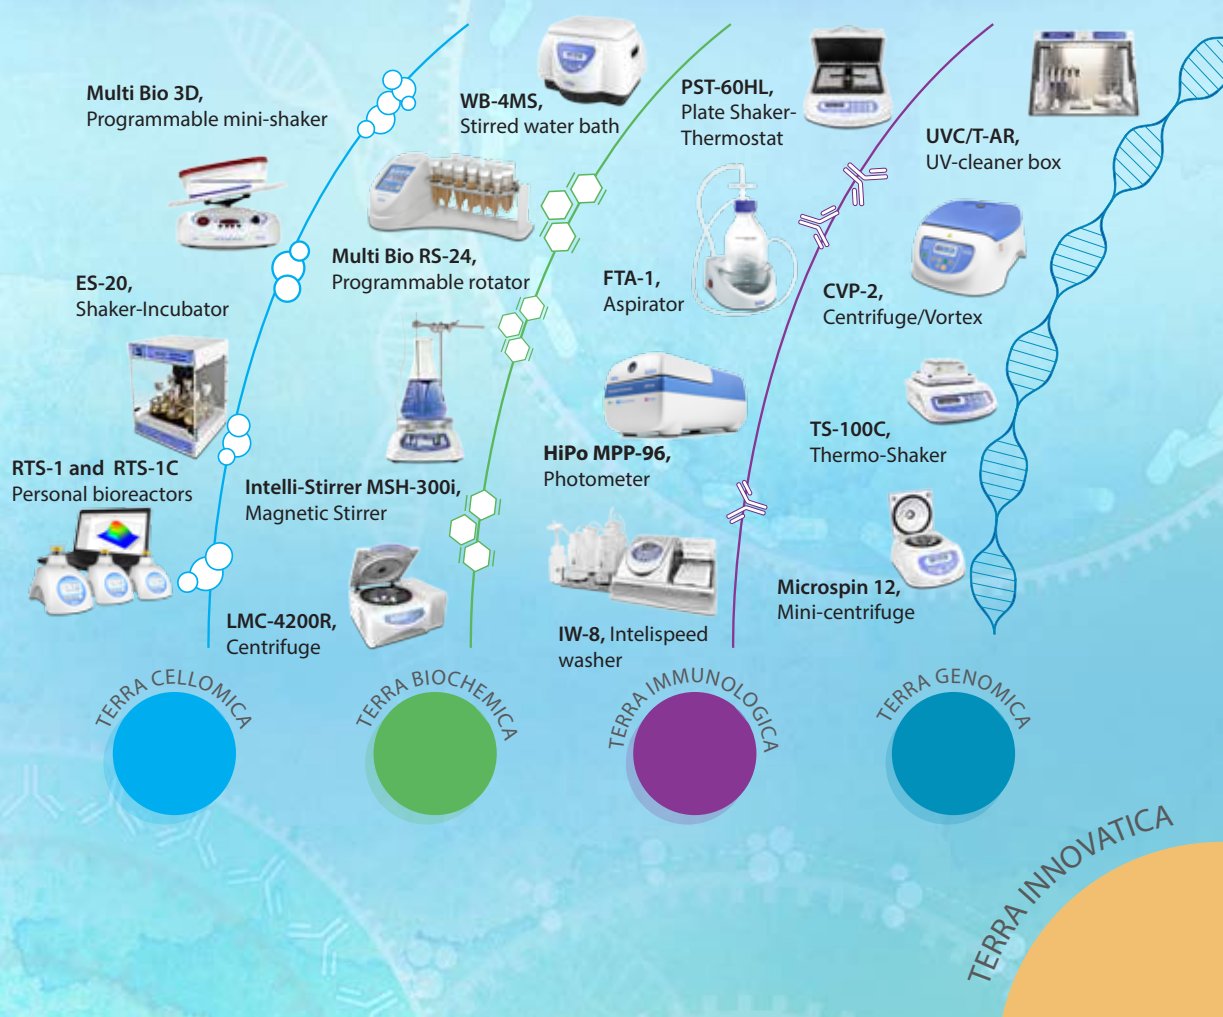 Multi Bio 3D,
Programmable mini-shaker
ES-20,
Shaker-Incubator
RTS-1 and RTS-1C
Personal bioreactors
WB-4MS,
Stirred water bath
Multi Bio RS-24,
Programmable rotator
Intelli-Stirrer MSH-300i,
Magnetic Stirrer
LMC-4200R,
Centrifuge
PST-60HL,
Plate Shaker-
Thermostat
FTA-1,
Aspirator
HiPo MPP-96,
Photometer
IW-8, Intelispeed
washer
UVC/T-AR,
UV-cleaner box
CVP-2,
Centrifuge/Vortex
TS-100C,
Thermo-Shaker
Microspin 12,
Mini-centrifuge
TERRA CELLOMICA
TERRA BIOCHEMICA
TERRA IMMUNOLOGICA
TERRA GENOMICA
TERRA INNOVATICA